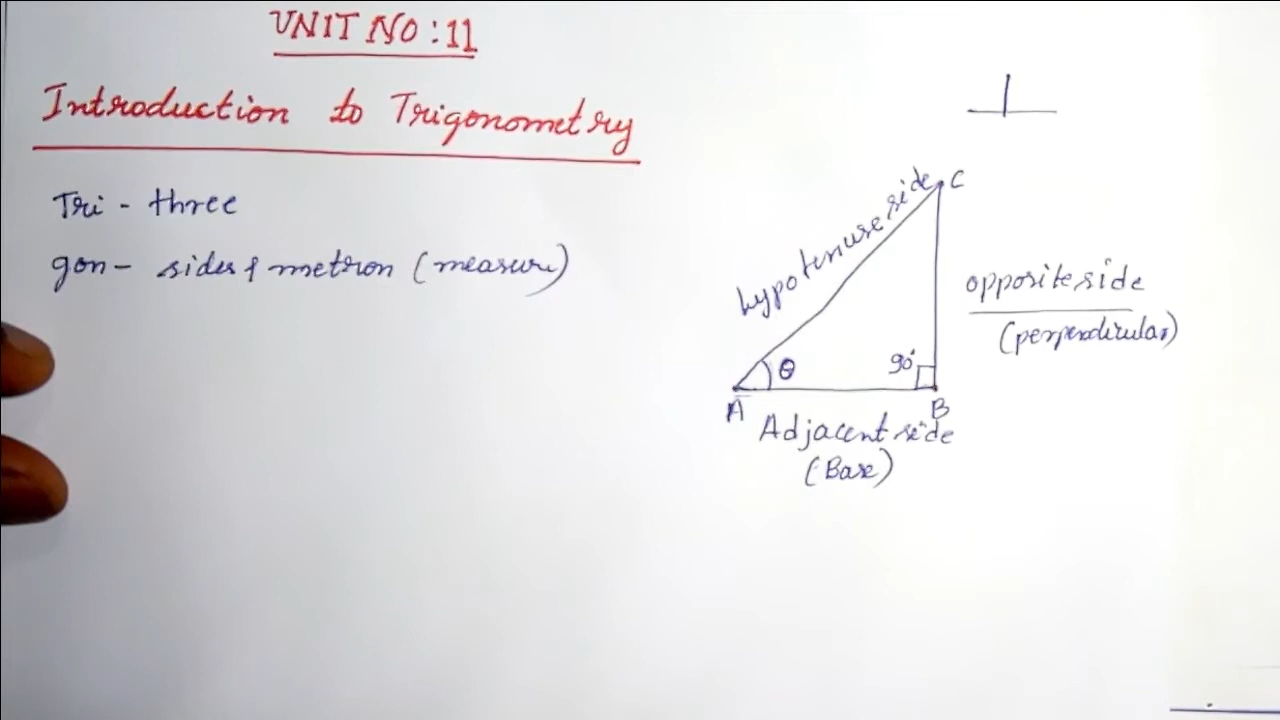 UNIT NO : 11
Introduction to Trigonometry
Tri - three
gon - sides & metron (measure)
hypotenuse side
C
opposite side
(perpendicular)
θ
90°
A
B
Adjacent side
(Base)